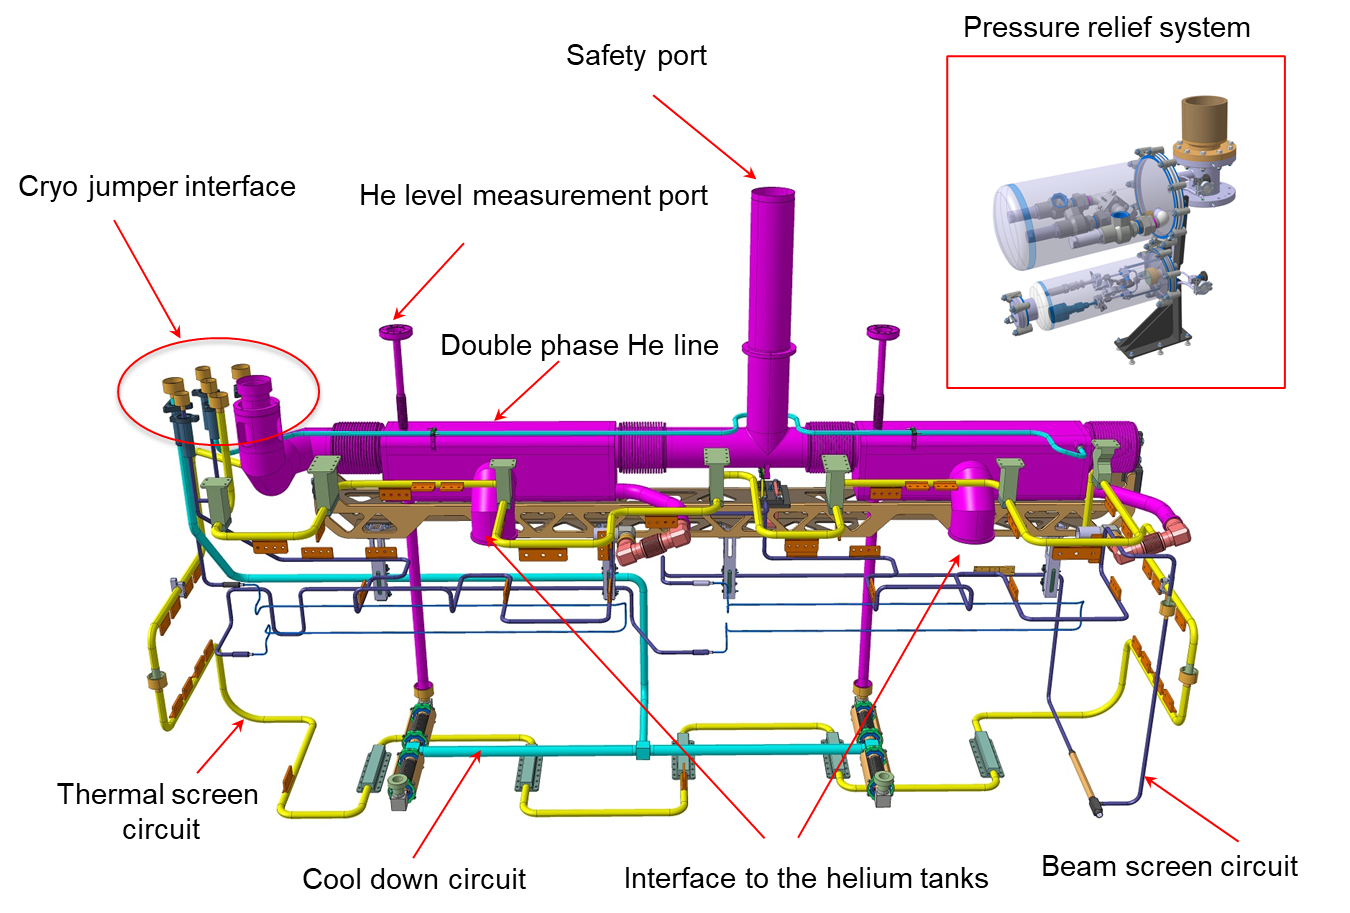 Pressure relief system
Safety port
Cryo jumper interface
He level measurement port
Double phase He line
Thermal screen
circuit
Cool down circuit
Interface to the helium tanks
Beam screen circuit